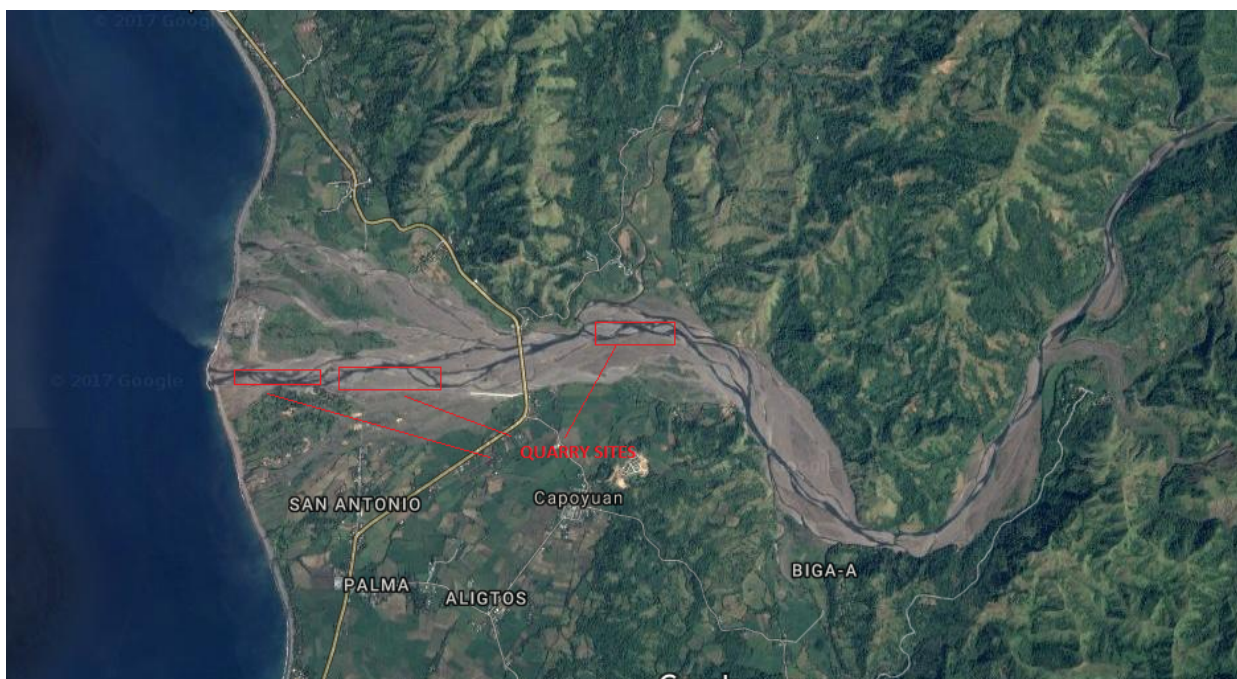 © 2017 Google
QUARRY SITES
Capoyuan
SAN ANTONIO
BIGA-A
PALMA
ALIGTOS
© 2017 Google